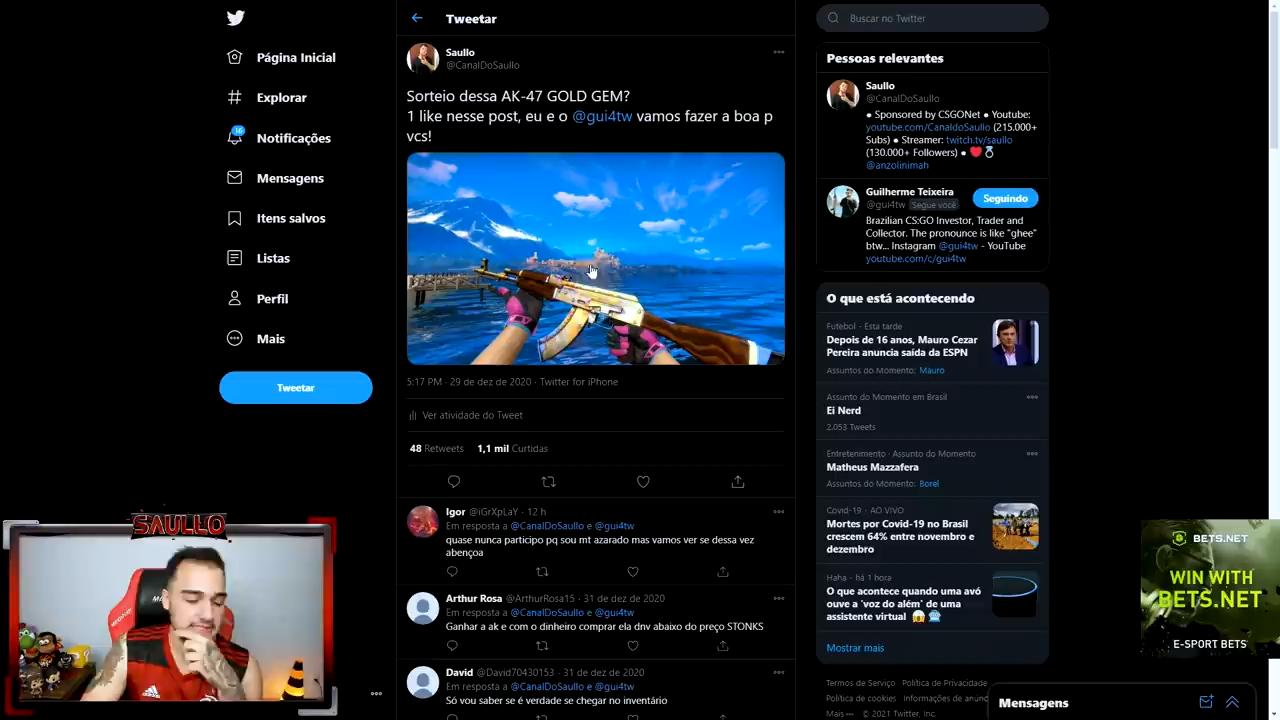 Página Inicial
Explorar
16
Notificações
Mensagens
Itens salvos
Listas
Perfil
Mais
Tweetar
Tweetar
Saullo
@CanalDoSaullo
Sorteio dessa AK-47 GOLD GEM?
1 like nesse post, eu e o @gui4tw vamos fazer a boa p
vcs!
5:17 PM · 29 de dez de 2020 · Twitter for iPhone
Ver atividade do Tweet
48 Retweets 1,1 mil Curtidas
Igor @iGrXpLaY · 12 h
Em resposta a @CanalDoSaullo e @gui4tw
quase nunca participo pq sou mt azarado mas vamos ver se dessa vez
abençoa
Arthur Rosa @ArthurRosa15 · 31 de dez de 2020
Em resposta a @CanalDoSaullo e @gui4tw
Ganhar a ak e com o dinheiro comprar ela dnv abaixo do preço STONKS
David @David70430153 · 31 de dez de 2020
Em resposta a @CanalDoSaullo e @gui4tw
Só vou saber se é verdade se chegar no inventário
Buscar no Twitter
Pessoas relevantes
Saullo
@CanalDoSaullo
● Sponsored by CSGONet ● Youtube:
youtube.com/CanaldoSaullo (215.000+
Subs) ● Streamer: twitch.tv/saullo
(130.000+ Followers) ● ❤️💍
@anzolinimah
Guilherme Teixeira
@gui4tw Segue você
Seguindo
Brazilian CS:GO Investor, Trader and
Collector. The pronounce is like "ghee"
btw... Instagram @gui4tw - YouTube
youtube.com/c/gui4tw
O que está acontecendo
Futebol · Esta tarde
Depois de 16 anos, Mauro Cezar
Pereira anuncia saída da ESPN
Assuntos do Momento: Mauro
Assunto do Momento em Brasil
Ei Nerd
2.053 Tweets
Entretenimento · Assunto do Momento
Matheus Mazzafera
Assuntos do Momento: Borel
Covid-19 · AO VIVO
Mortes por Covid-19 no Brasil
crescem 64% entre novembro e
dezembro
Haha · há 1 hora
O que acontece quando uma avó
ouve a 'voz do além' de uma
assistente virtual
Mostrar mais
Termos de Serviço Política de Privacidade
Política de cookies Informações de anúnc
Mais ••• © 2021 Twitter, Inc.
Mensagens
SAULLO
BETS.NET
WIN WITH
BETS.NET
E-SPORT BETS